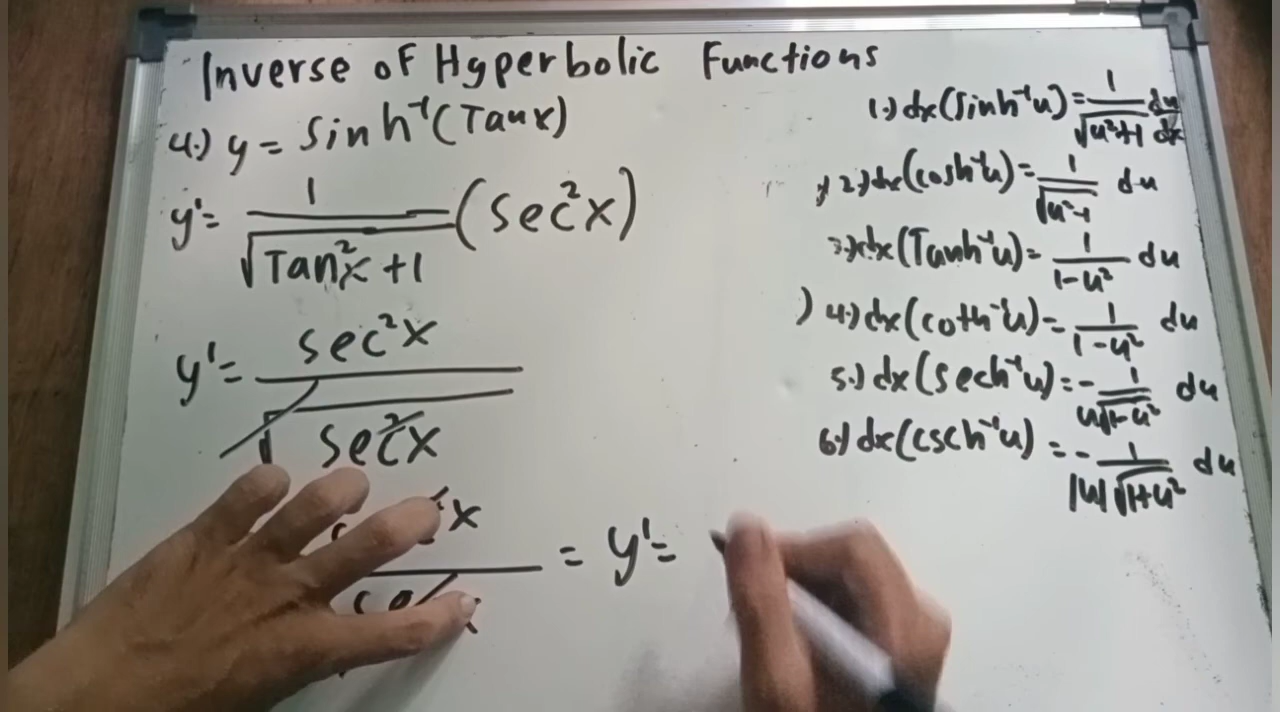 Inverse of Hyperbolic Functions
4.) y = Sinh⁻¹(Tanx)
y' = 1/√(Tan²x + 1) (Sec²x)
y' = sec²x/√(sec²x)
= y' =
1.) dx(Sinh⁻¹u) = 1/√(u²+1) du/dx
2.) dx(cosh⁻¹u) = 1/√(u²-1) du
3.) dx(Tanh⁻¹u) = 1/(1-u²) du
4.) dx(coth⁻¹u) = 1/(1-u²) du
5.) dx(Sech⁻¹u) = - 1/(u√(1-u²)) du
6.) dx(csch⁻¹u) = - 1/(|u|√(1+u²)) du